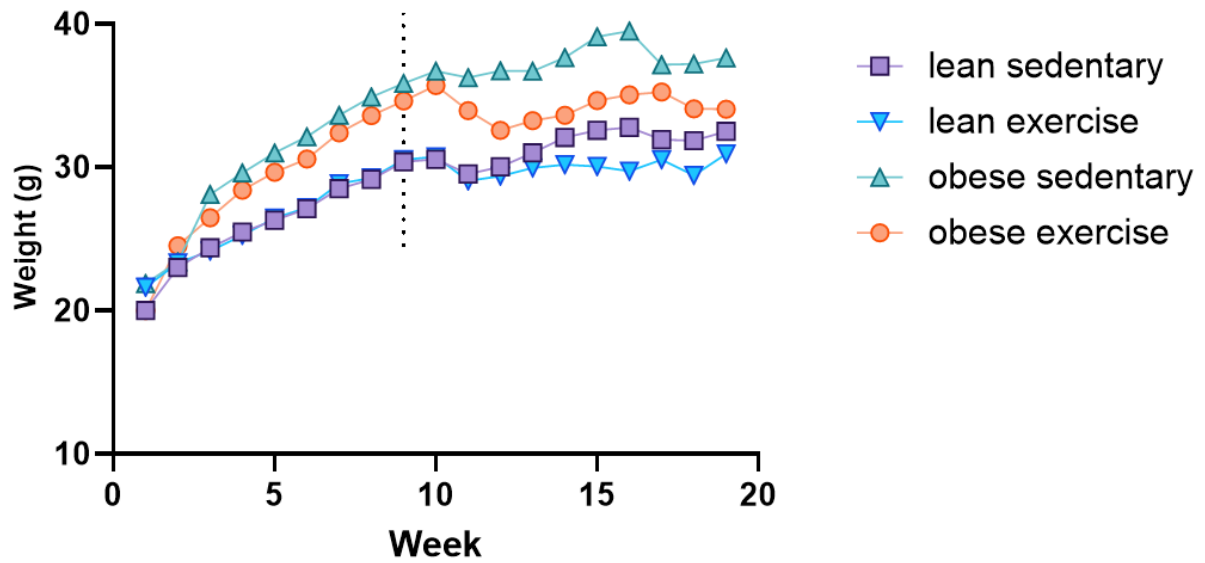 40
30
20
10
0 5 10 15 20
Weight (g)
Week
lean sedentary
lean exercise
obese sedentary
obese exercise